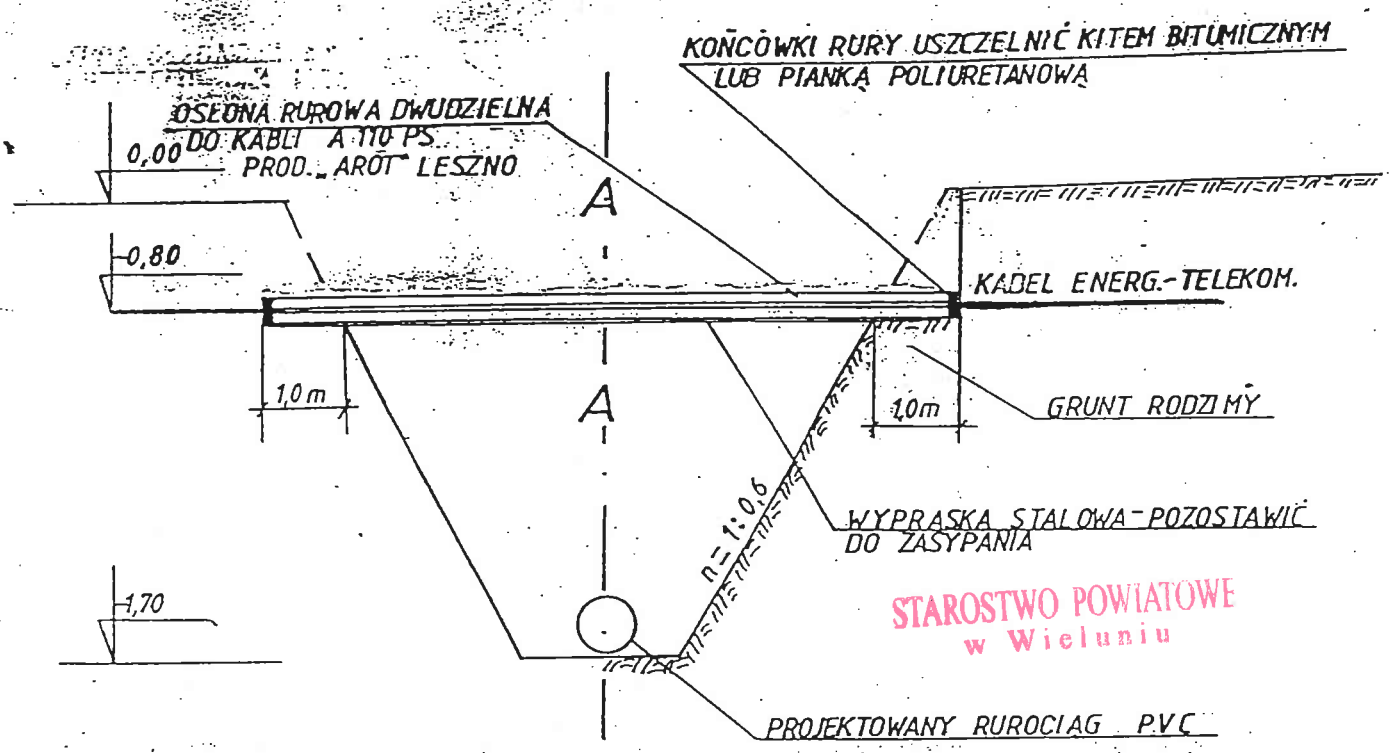 KOŃCÓWKI RURY USZCZELNIĆ KITEM BITUMICZNYM
LUB PIANKĄ POLIURETANOWĄ
OSŁONA RUROWA DWUDZIELNA
DO KABLI A 110 PS
PROD. „AROT" LESZNO
0,00
A
-0,80
KABEL ENERG.-TELEKOM.
1,0 m
A
1,0 m
GRUNT RODZIMY
n = 1:0,6
WYPRASKA STALOWA - POZOSTAWIĆ
DO ZASYPANIA
-1,70
STAROSTWO POWIATOWE
w Wieluniu
PROJEKTOWANY RUROCIĄG PVC